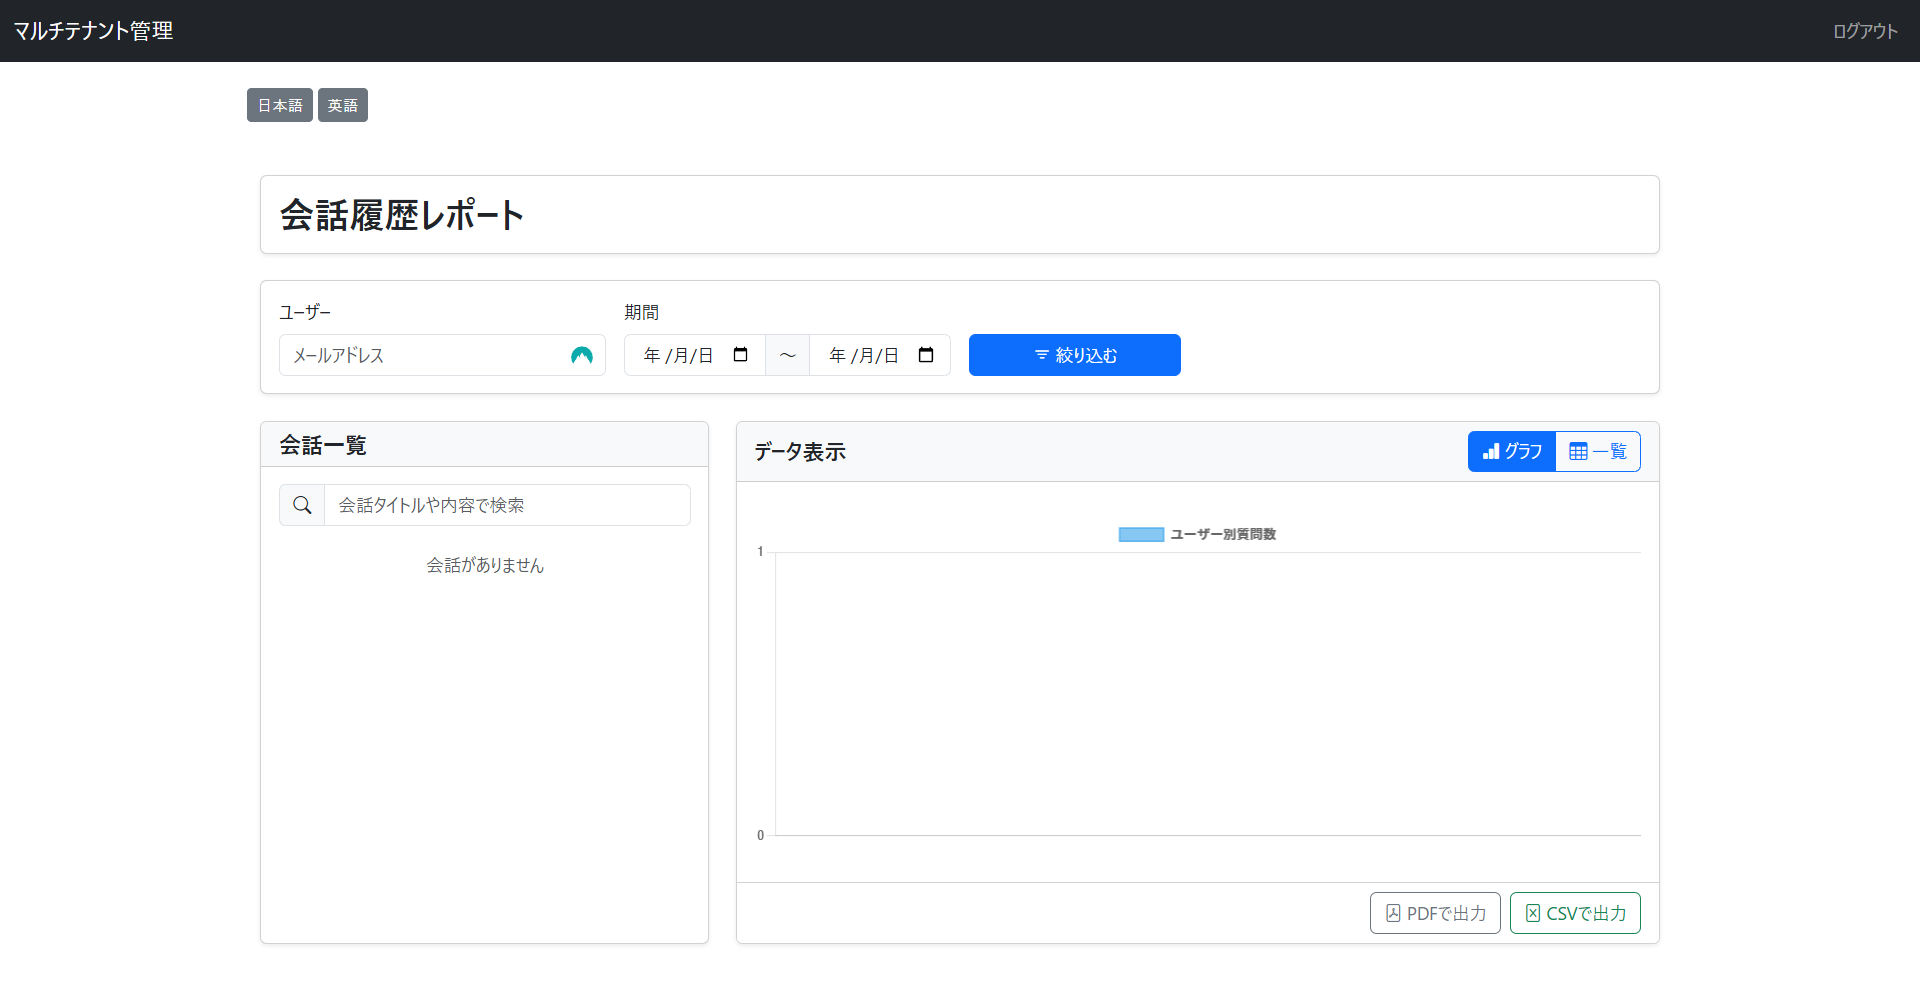 マルチテナント管理
ログアウト
日本語 英語
会話履歴レポート
ユーザー
期間
メールアドレス
年 /月/日
～
年 /月/日
絞り込む
会話一覧
会話タイトルや内容で検索
会話がありません
データ表示
グラフ 一覧
ユーザー別質問数
1
0
PDFで出力 CSVで出力